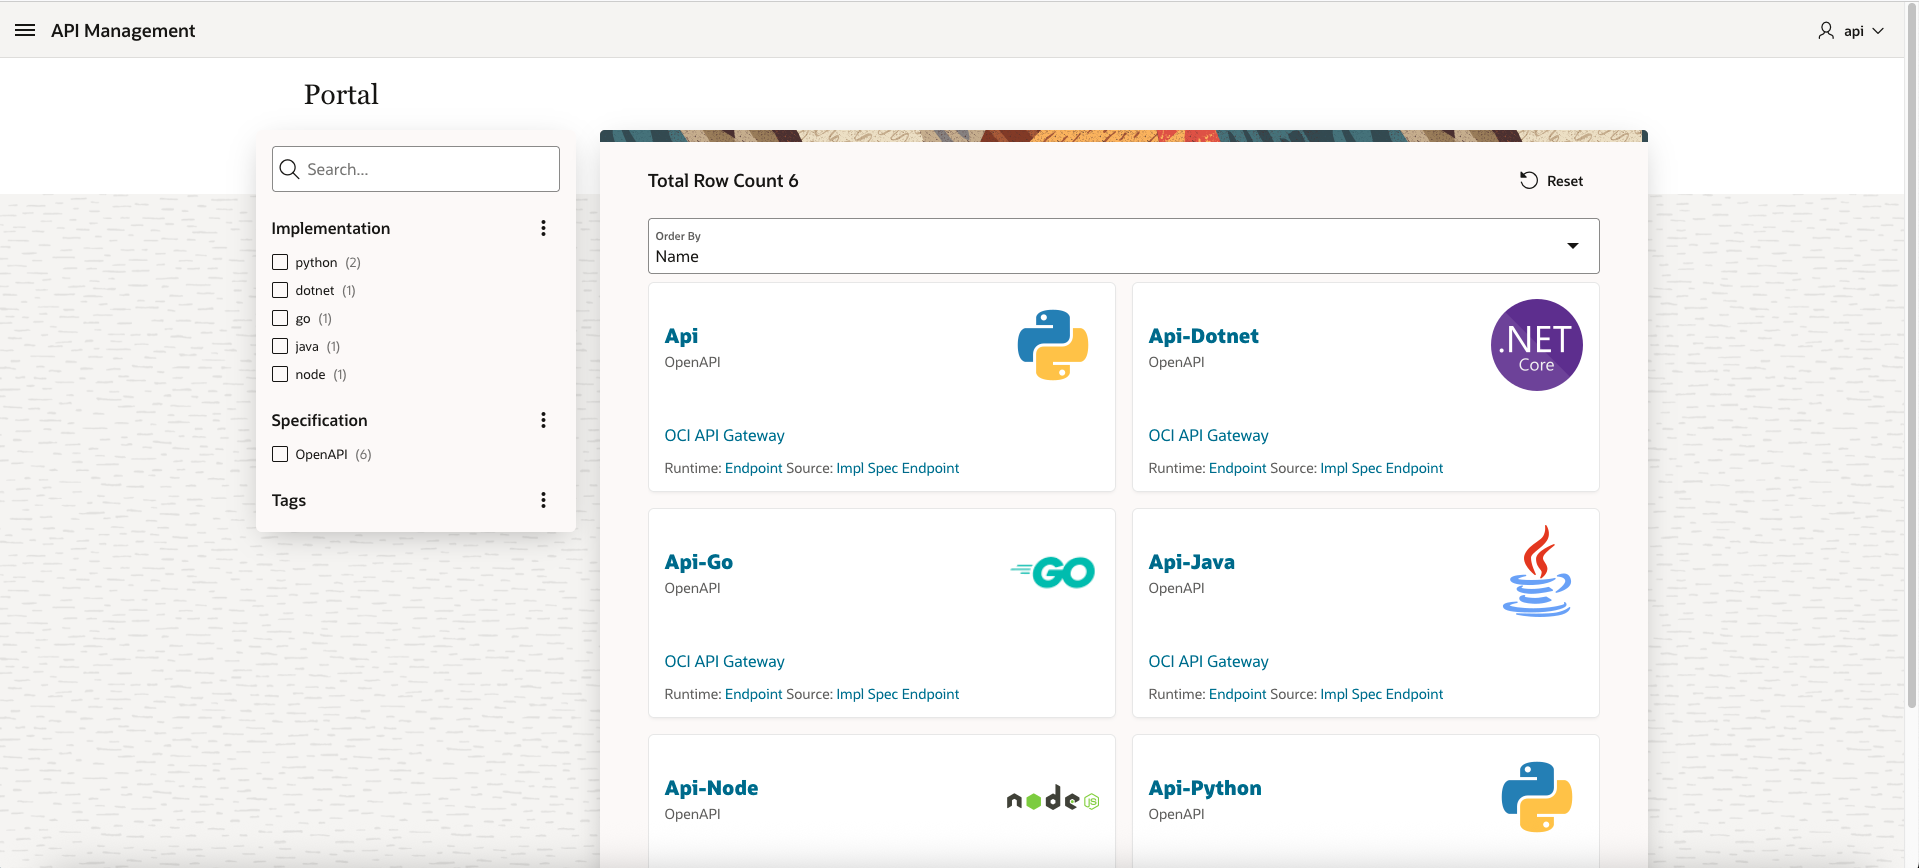 API Management
api
Portal
Search...
Implementation
python (2)
dotnet (1)
go (1)
java (1)
node (1)
Specification
OpenAPI (6)
Tags
Total Row Count 6
Reset
Order By
Name
Api
OpenAPI
OCI API Gateway
Runtime: Endpoint Source: Impl Spec Endpoint
Api-Dotnet
OpenAPI
.NET
Core
OCI API Gateway
Runtime: Endpoint Source: Impl Spec Endpoint
Api-Go
OpenAPI
GO
OCI API Gateway
Runtime: Endpoint Source: Impl Spec Endpoint
Api-Java
OpenAPI
OCI API Gateway
Runtime: Endpoint Source: Impl Spec Endpoint
Api-Node
OpenAPI
node JS
Api-Python
OpenAPI